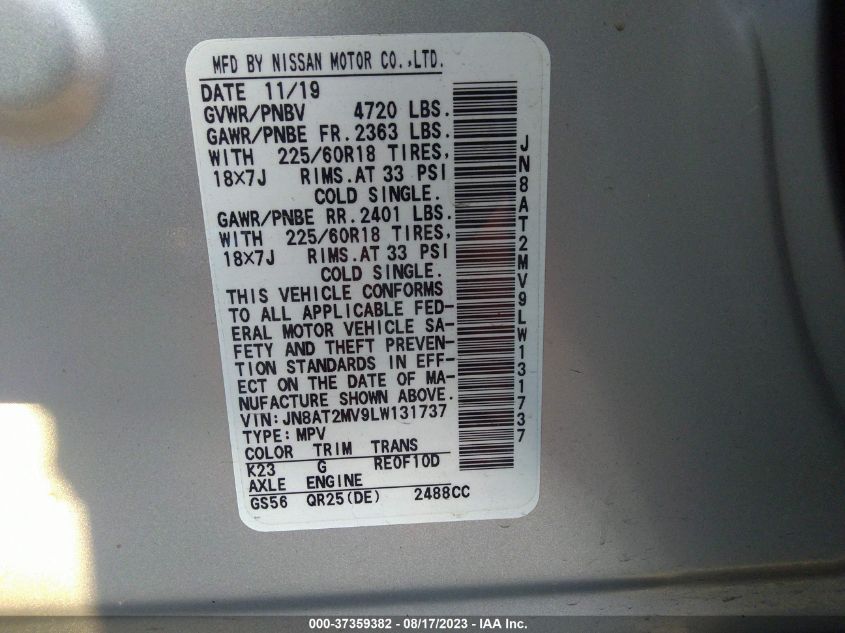 MFD BY NISSAN MOTOR CO.,LTD.
DATE 11/19
GVWR/PNBV 4720 LBS.
GAWR/PNBE FR.2363 LBS.
WITH 225/60R18 TIRES,
18X7J RIMS.AT 33 PSI
COLD SINGLE.
GAWR/PNBE RR.2401 LBS.
WITH 225/60R18 TIRES,
18X7J RIMS.AT 33 PSI
COLD SINGLE.
THIS VEHICLE CONFORMS
TO ALL APPLICABLE FED-
ERAL MOTOR VEHICLE SA-
FETY AND THEFT PREVEN-
TION STANDARDS IN EFF-
ECT ON THE DATE OF MA-
NUFACTURE SHOWN ABOVE.
VIN:JN8AT2MV9LW131737
TYPE:MPV
COLOR TRIM TRANS
K23 G RE0F10D
AXLE ENGINE
GS56 QR25(DE) 2488CC
JN8AT2MV9LW131737
000-37359382 - 08/17/2023 - IAA Inc.